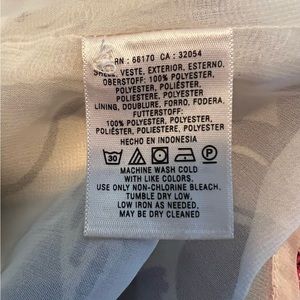 RN : 66170 CA : 32054
SHELL, VESTE, EXTERIOR, ESTERNO,
OBERSTOFF: 100% POLYESTER,
POLYESTER, POLIÉSTER,
POLIESTERE, POLYESTER
LINING, DOUBLURE, FORRO, FODERA,
FUTTERSTOFF:
100% POLYESTER, POLYESTER,
POLIÉSTER, POLIESTERE,
POLYESTER
HECHO EN INDONESIA
30 P
MACHINE WASH COLD
WITH LIKE COLORS.
USE ONLY NON-CHLORINE BLEACH.
TUMBLE DRY LOW.
LOW IRON AS NEEDED.
MAY BE DRY CLEANED